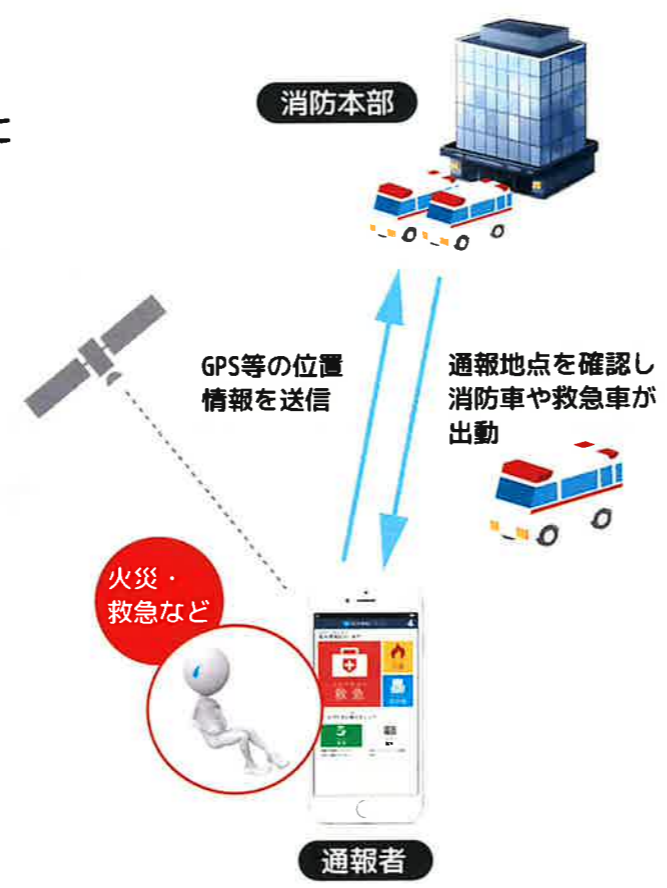 消防本部
に
GPS等の位置
情報を送信
通報地点を確認し
消防車や救急車が
出動
火災・
救急など
救急
通報者